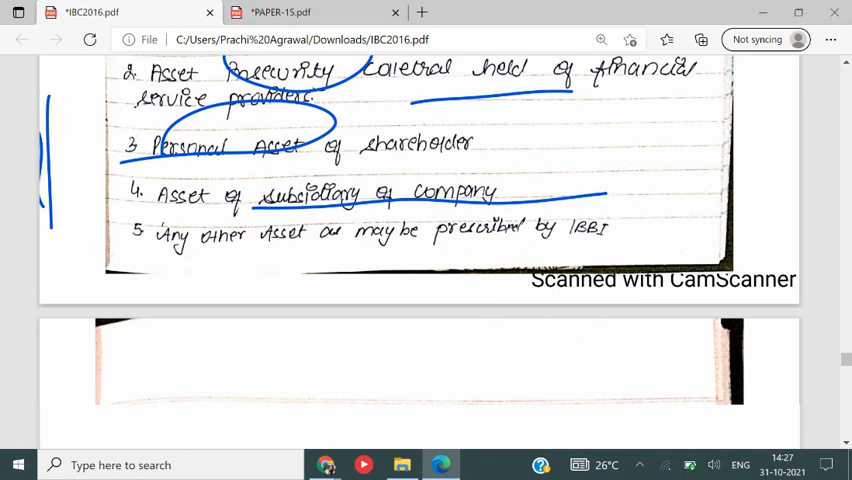 *IBC2016.pdf
*PAPER-15.pdf
File
C:/Users/Prachi%20Agrawal/Downloads/IBC2016.pdf
Not syncing
2. Asset insecurity Caletral held of financial
service providers.
3. Personal Asset of shareholder
4. Asset of subsidiary of company
5. Any other Asset as may be prescribed by IBBI
Scanned with CamScanner
Type here to search
26°C
ENG
14:27
31-10-2021